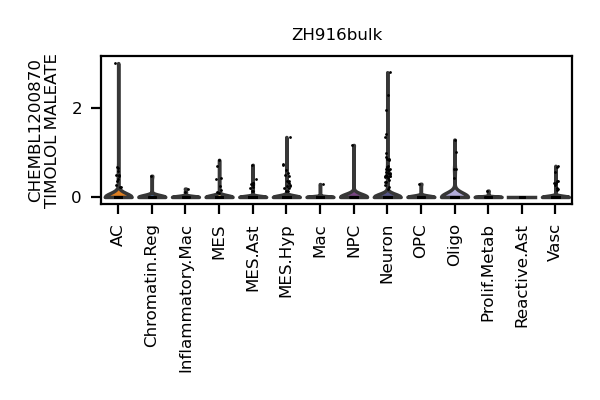 ZH916bulk
CHEMBL1200870
TIMOLOL MALEATE
2
0
AC
Chromatin.Reg
Inflammatory.Mac
MES
MES.Ast
MES.Hyp
Mac
NPC
Neuron
OPC
Oligo
Prolif.Metab
Reactive.Ast
Vasc